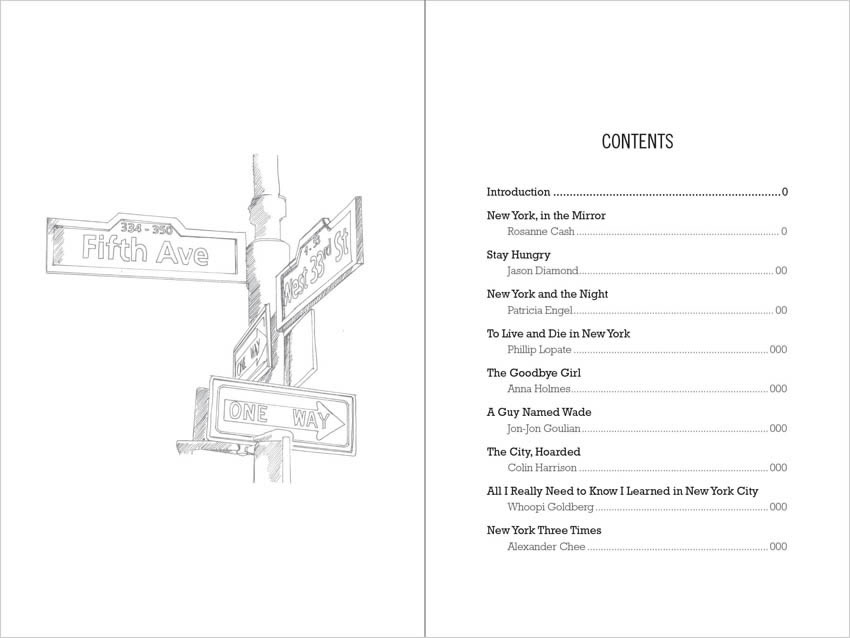 334 - 350
Fifth Ave
West 33rd St
ONE WAY
ONE WAY
CONTENTS
Introduction ........................................................................0
New York, in the Mirror
Rosanne Cash ................................................................ 0
Stay Hungry
Jason Diamond.............................................................. 00
New York and the Night
Patricia Engel................................................................ 00
To Live and Die in New York
Phillip Lopate .............................................................. 000
The Goodbye Girl
Anna Holmes............................................................... 000
A Guy Named Wade
Jon-Jon Goulian............................................................ 000
The City, Hoarded
Colin Harrison ............................................................ 000
All I Really Need to Know I Learned in New York City
Whoopi Goldberg....................................................... 000
New York Three Times
Alexander Chee .......................................................... 000